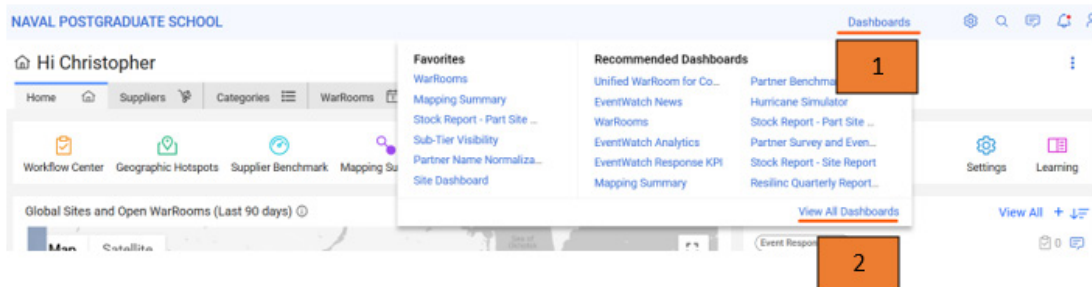 NAVAL POSTGRADUATE SCHOOL
Dashboards
Hi Christopher
Home
Suppliers
Categories
WarRooms
Favorites
WarRooms
Mapping Summary
Stock Report - Part Site ...
Sub-Tier Visibility
Partner Name Normaliza...
Site Dashboard
Recommended Dashboards
Unified WarRoom for Co...
EventWatch News
WarRooms
EventWatch Analytics
EventWatch Response KPI
Mapping Summary
Partner Benchma
Hurricane Simulator
Stock Report - Part Site ...
Partner Survey and Even...
Stock Report - Site Report
Resilinc Quarterly Report...
View All Dashboards
1
2
Workflow Center
Geographic Hotspots
Supplier Benchmark
Mapping Su
Settings
Learning
Global Sites and Open WarRooms (Last 90 days)
View All +
Map
Satellite
Event Respon
0